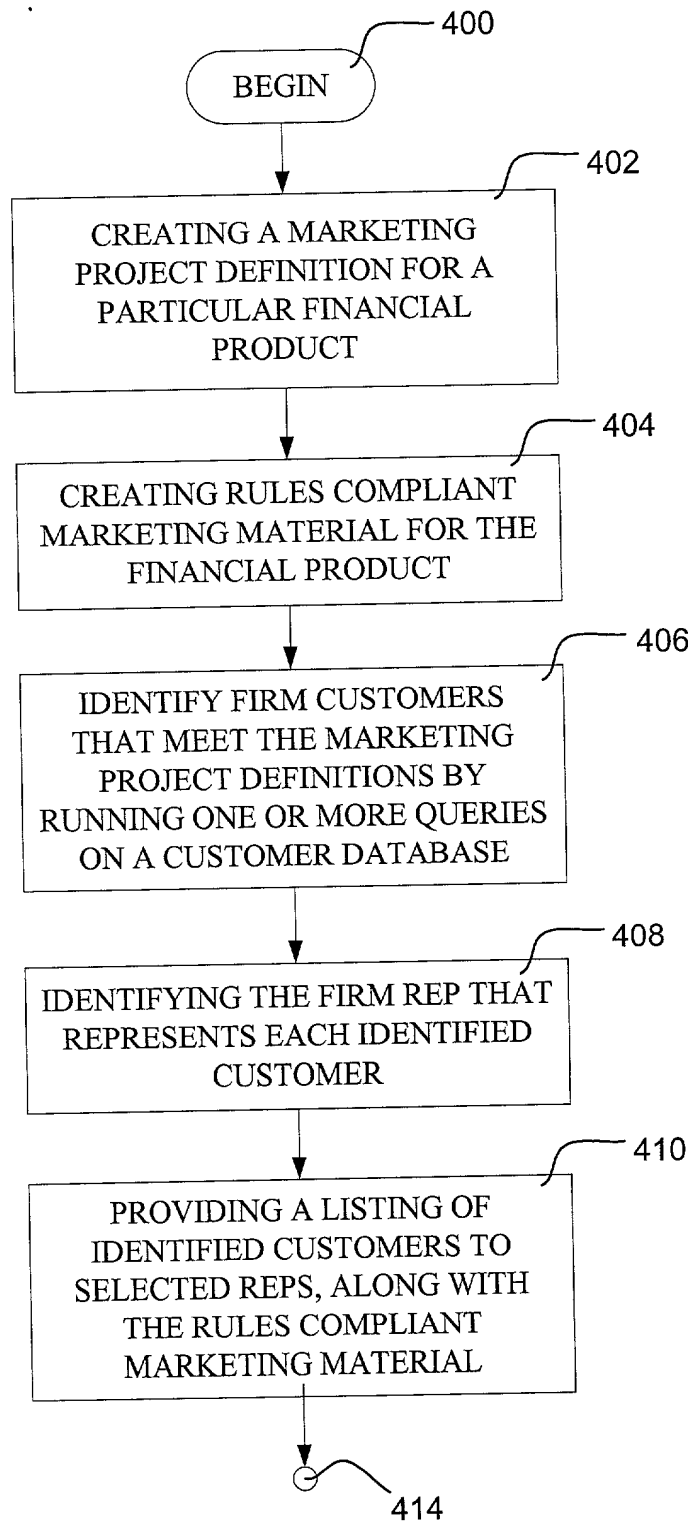 400
BEGIN
402
CREATING A MARKETING
PROJECT DEFINITION FOR A
PARTICULAR FINANCIAL
PRODUCT
404
CREATING RULES COMPLIANT
MARKETING MATERIAL FOR THE
FINANCIAL PRODUCT
406
IDENTIFY FIRM CUSTOMERS
THAT MEET THE MARKETING
PROJECT DEFINITIONS BY
RUNNING ONE OR MORE QUERIES
ON A CUSTOMER DATABASE
408
IDENTIFYING THE FIRM REP THAT
REPRESENTS EACH IDENTIFIED
CUSTOMER
410
PROVIDING A LISTING OF
IDENTIFIED CUSTOMERS TO
SELECTED REPS, ALONG WITH
THE RULES COMPLIANT
MARKETING MATERIAL
414